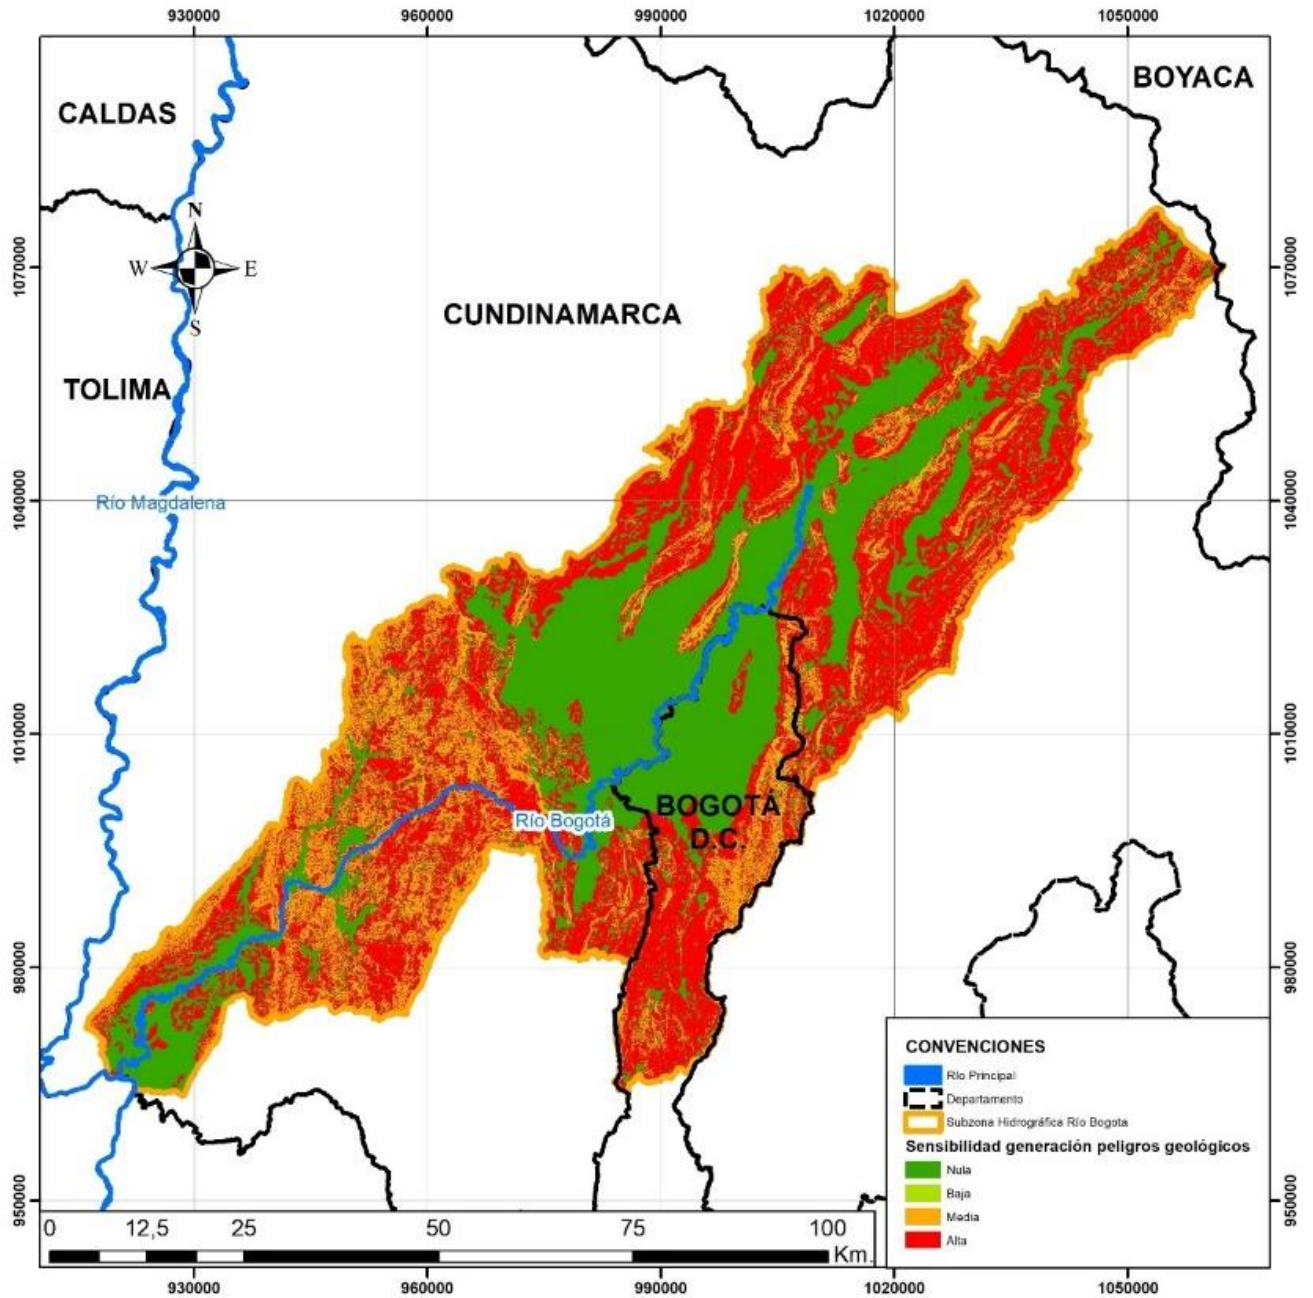 930000 960000 990000 1020000 1050000
BOYACA
CALDAS
N
W E
S
1070000 1070000
CUNDINAMARCA
TOLIMA
Río Magdalena
1040000 1040000
1010000 1010000
BOGOTÁ
D.C.
Río Bogotá
980000 980000
CONVENCIONES
Río Principal
Departamento
Subzona Hidrográfica Río Bogota
Sensibilidad generación peligros geológicos
Nula
Baja
Media
Alta
950000 950000
0 12,5 25 50 75 100
Km.
930000 960000 990000 1020000 1050000